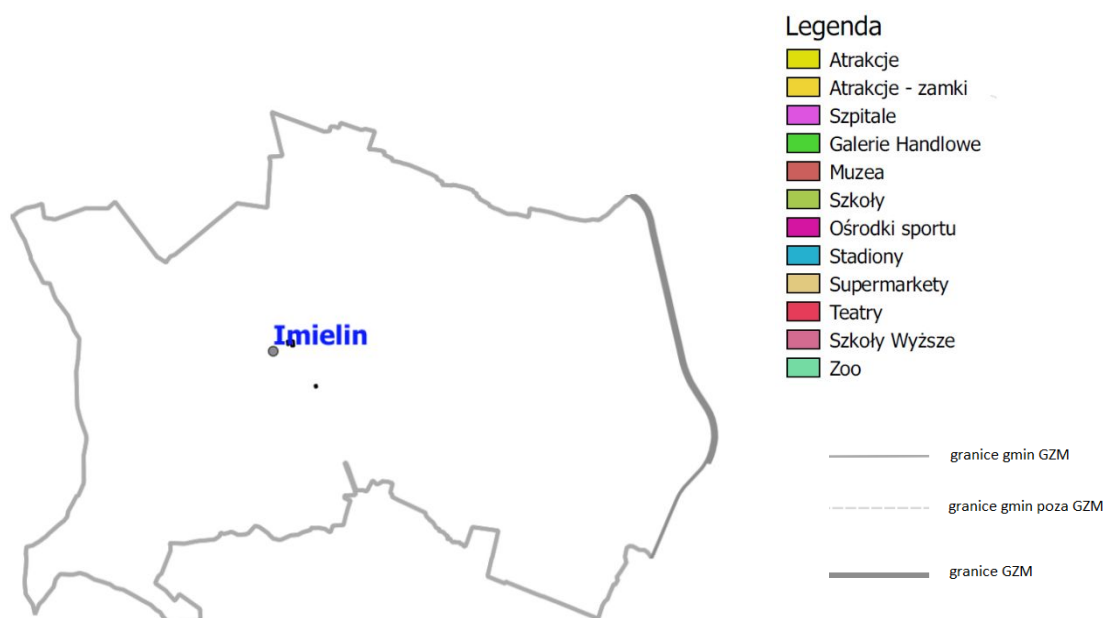 Legenda
Atrakcje
Atrakcje - zamki
Szpitale
Galerie Handlowe
Muzea
Szkoły
Ośrodki sportu
Stadiony
Supermarkety
Teatry
Szkoły Wyższe
Zoo
Imielin
granice gmin GZM
granice gmin poza GZM
granice GZM